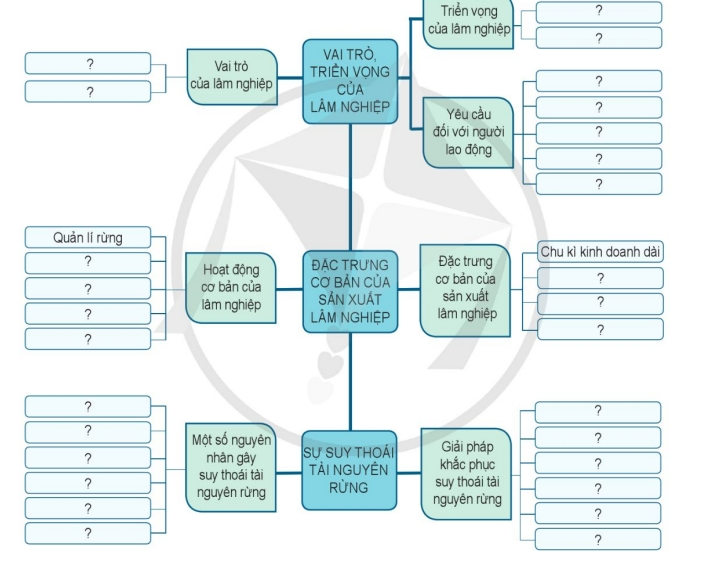 Triển vọng
của lâm nghiệp
?
?
VAI TRÒ,
TRIỂN VỌNG
CỦA
LÂM NGHIỆP
Vai trò
của lâm nghiệp
?
?
Yêu cầu
đối với người
lao động
?
?
?
?
?
Quản lí rừng
?
?
?
?
Hoạt động
cơ bản của
lâm nghiệp
ĐẶC TRƯNG
CƠ BẢN CỦA
SẢN XUẤT
LÂM NGHIỆP
Đặc trưng
cơ bản của
sản xuất
lâm nghiệp
Chu kì kinh doanh dài
?
?
?
?
?
?
?
?
?
Một số nguyên
nhân gây
suy thoái tài
nguyên rừng
SỰ SUY THOÁI
TÀI NGUYÊN
RỪNG
Giải pháp
khắc phục
suy thoái tài
nguyên rừng
?
?
?
?
?
?